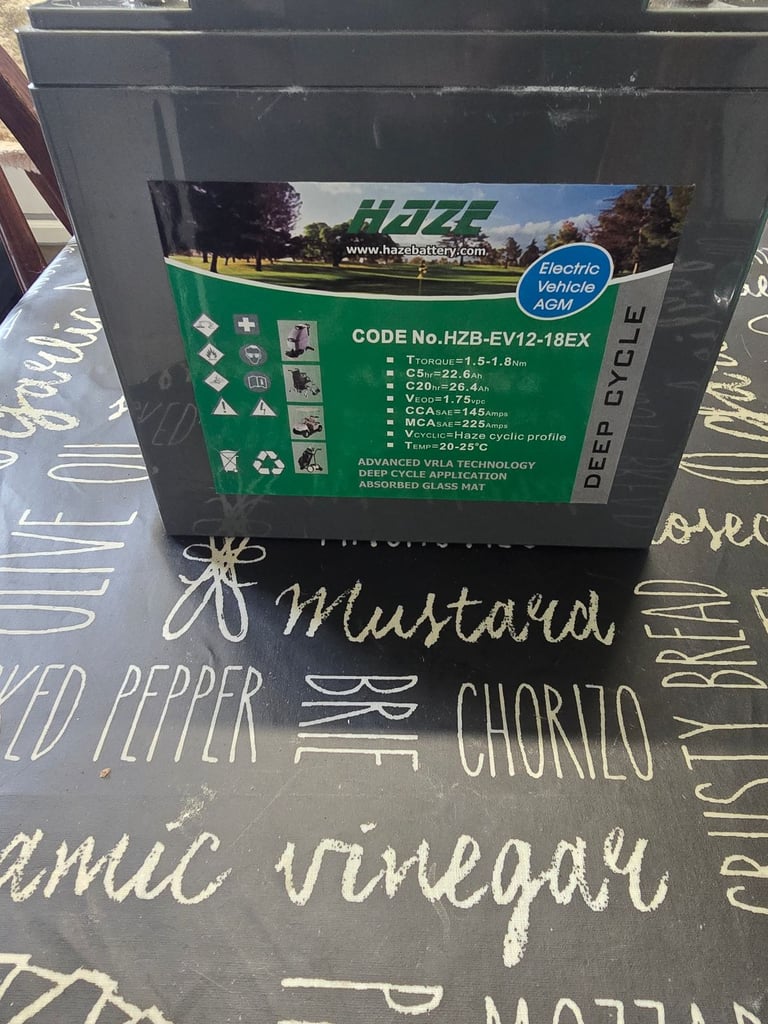 HAZE
www.hazebattery.com
Electric
Vehicle
AGM
CODE No.HZB-EV12-18EX
TTORQUE=1.5-1.8Nm
C5hr=22.6Ah
C20hr=26.4Ah
VEOD=1.75vpc
CCASAE=145Amps
MCASAE=225Amps
VCYCLIC=Haze cyclic profile
TEMP=20-25°C
ADVANCED VRLA TECHNOLOGY
DEEP CYCLE APPLICATION
ABSORBED GLASS MAT
DEEP CYCLE
garlic
OLIVE OIL
Mustard
PEPPER
BRIE
CHORIZO
CRUSTY BREAD
vinegar